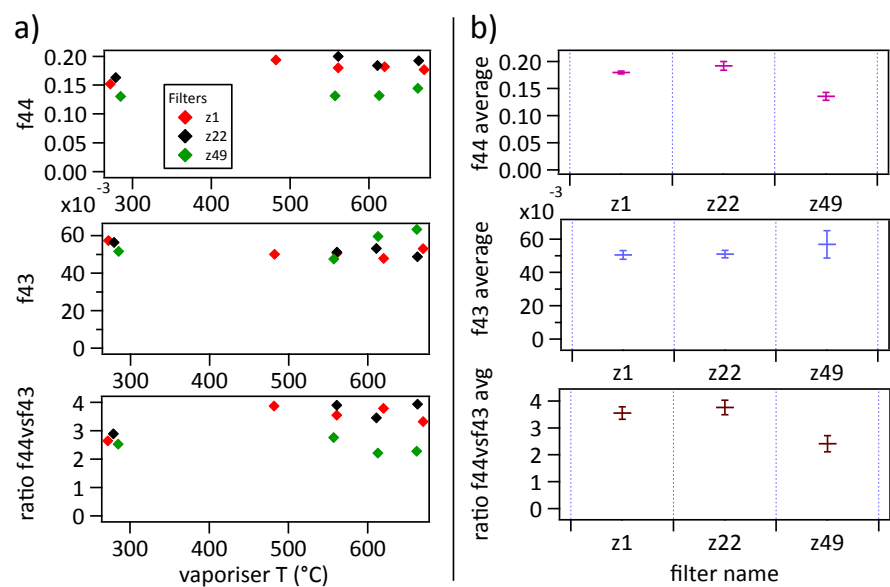 a)
f44
0.20
0.15
0.10
0.05
0.00
Filters
z1
z22
z49
300 400 500 600
x10
-3
f43
60
40
20
0
300 400 500 600
ratio f44vsf43
4
3
2
1
0
300 400 500 600
vaporiser T (°C)
b)
f44 average
0.20
0.15
0.10
0.05
0.00
z1 z22 z49
x10
-3
f43 average
60
40
20
0
z1 z22 z49
ratio f44vsf43 avg
4
3
2
1
0
z1 z22 z49
filter name